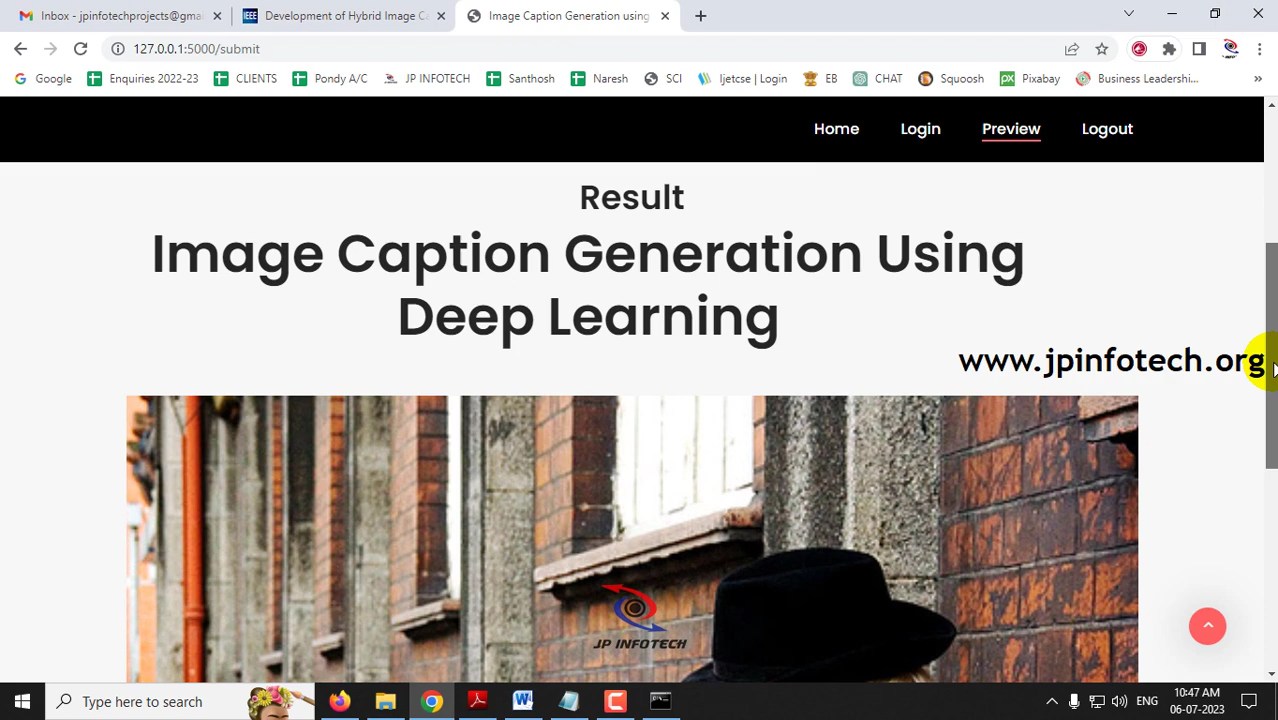 Inbox - jpinfotechprojects@gma
Development of Hybrid Image Ca
Image Caption Generation using
127.0.0.1:5000/submit
Google
Enquiries 2022-23
CLIENTS
Pondy A/C
JP INFOTECH
Santhosh
Naresh
SCI
Ijetcse | Login
EB
CHAT
Squoosh
Pixabay
Business Leadershi...
Home
Login
Preview
Logout
Result
Image Caption Generation Using
Deep Learning
www.jpinfotech.org
JP INFOTECH
Type here to search
ENG
10:47 AM
06-07-2023